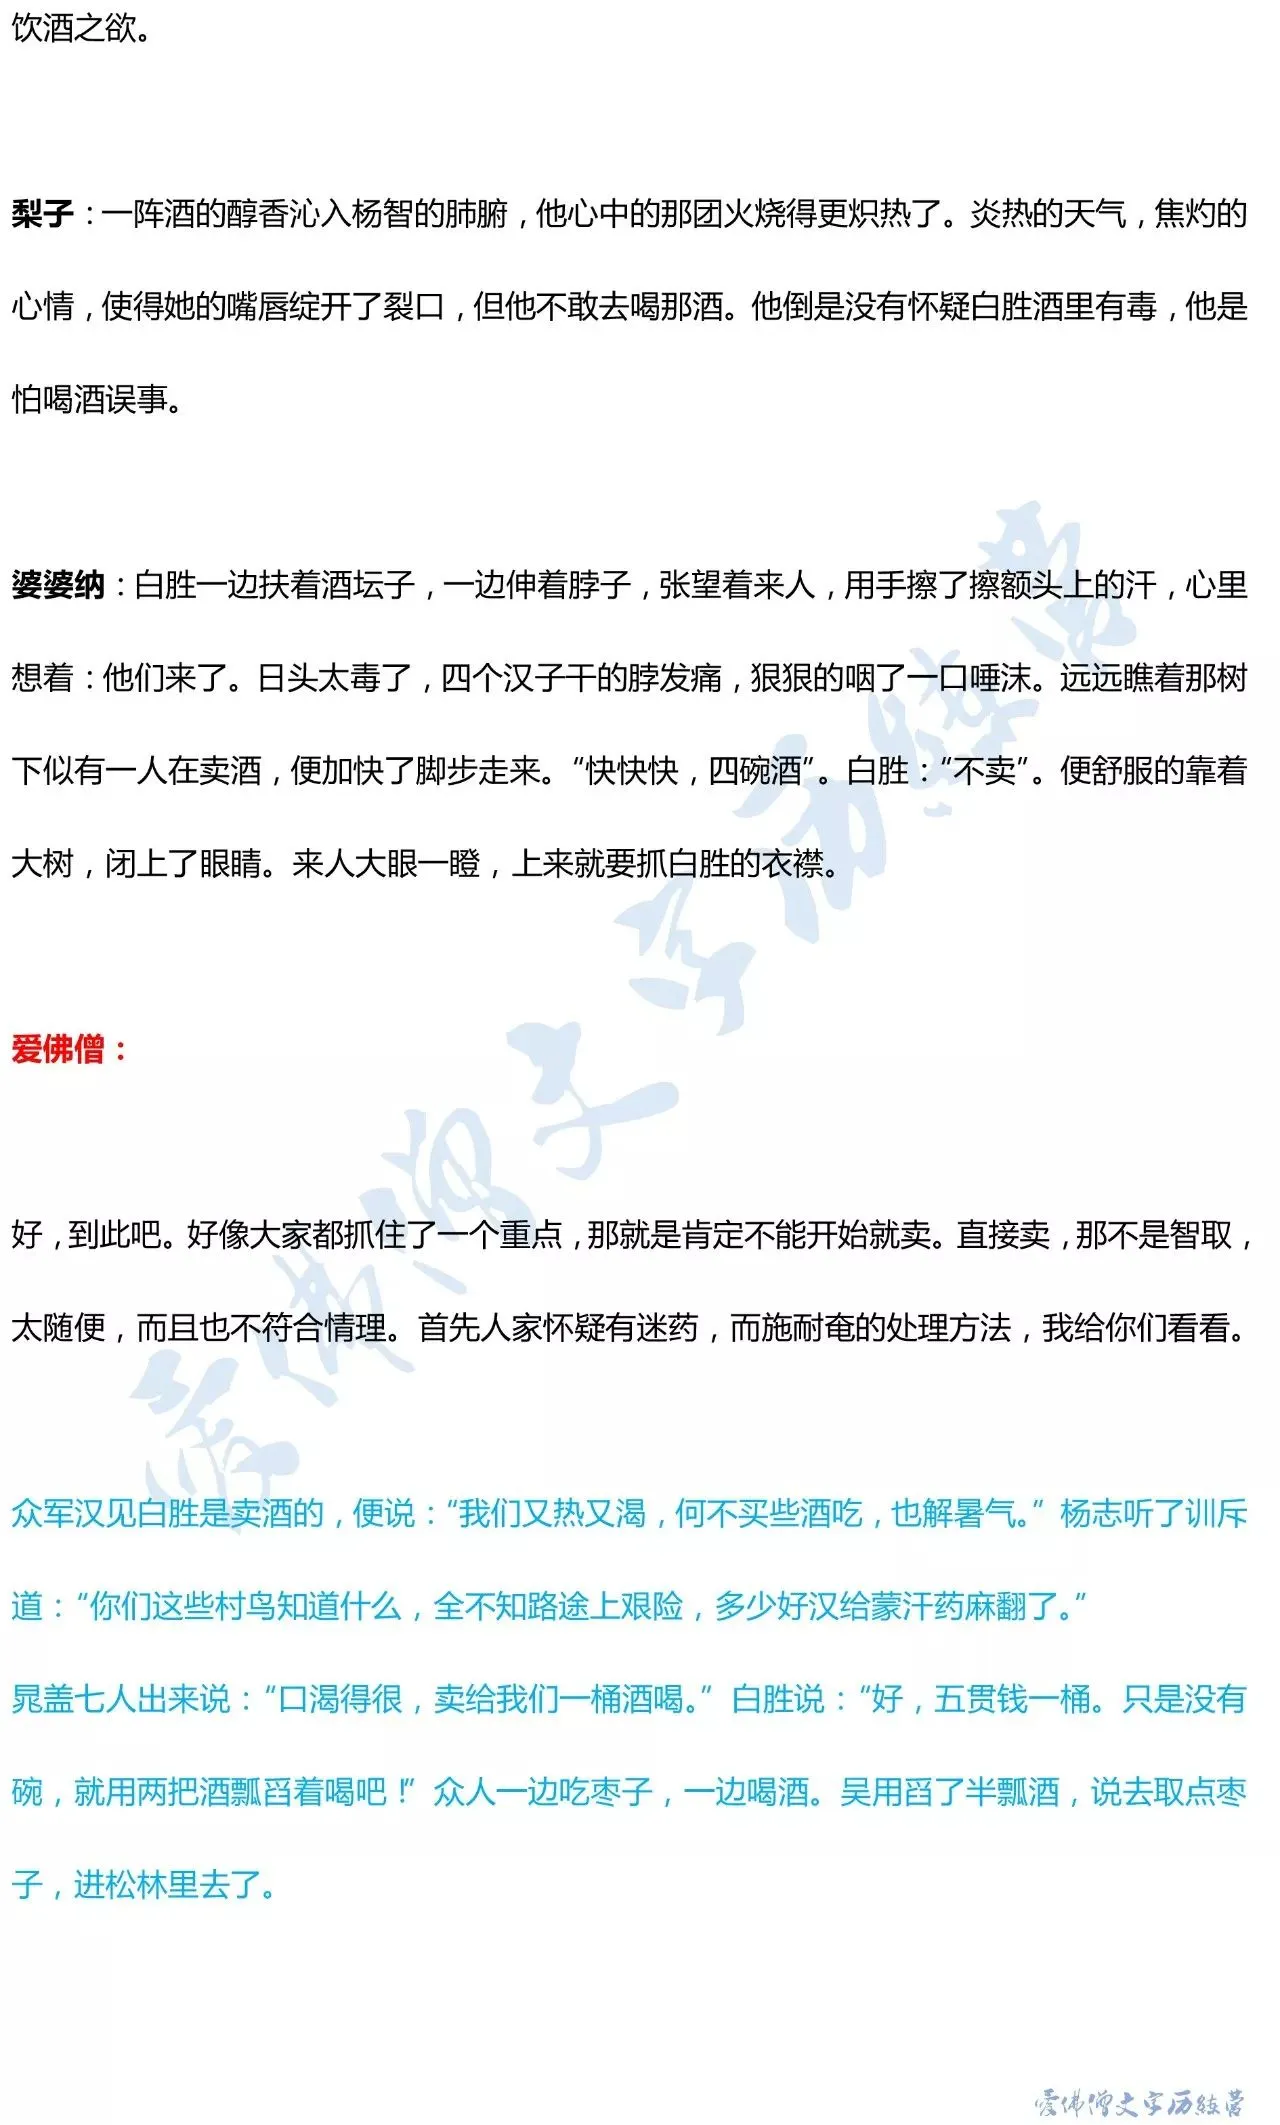 饮酒之欲。
梨子：一阵酒的醇香沁入杨智的肺腑，他心中的那团火烧得更炽热了。炎热的天气，焦灼的
心情，使得她的嘴唇绽开了裂口，但他不敢去喝那酒。他倒是没有怀疑白胜酒里有毒，他是
怕喝酒误事。
婆婆纳：白胜一边扶着酒坛子，一边伸着脖子，张望着来人，用手擦了擦额头上的汗，心里
想着：他们来了。日头太毒了，四个汉子干的脖发痛，狠狠的咽了一口唾沫。远远瞧着那树
下似有一人在卖酒，便加快了脚步走来。“快快快，四碗酒”。白胜：“不卖”。便舒服的靠着
大树，闭上了眼睛。来人大眼一瞪，上来就要抓白胜的衣襟。
爱佛僧：
好，到此吧。好像大家都抓住了一个重点，那就是肯定不能开始就卖。直接卖，那不是智取，
太随便，而且也不符合情理。首先人家怀疑有迷药，而施耐奄的处理方法，我给你们看看。
众军汉见白胜是卖酒的，便说：“我们又热又渴，何不买些酒吃，也解暑气。”杨志听了训斥
道：“你们这些村鸟知道什么，全不知路途上艰险，多少好汉给蒙汗药麻翻了。”
晁盖七人出来说：“口渴得很，卖给我们一桶酒喝。” 白胜说：“好，五贯钱一桶。只是没有
碗，就用两把酒瓢舀着喝吧！” 众人一边吃枣子，一边喝酒。吴用舀了半瓢酒，说去取点枣
子，进松林里去了。
爱佛僧文字历练营